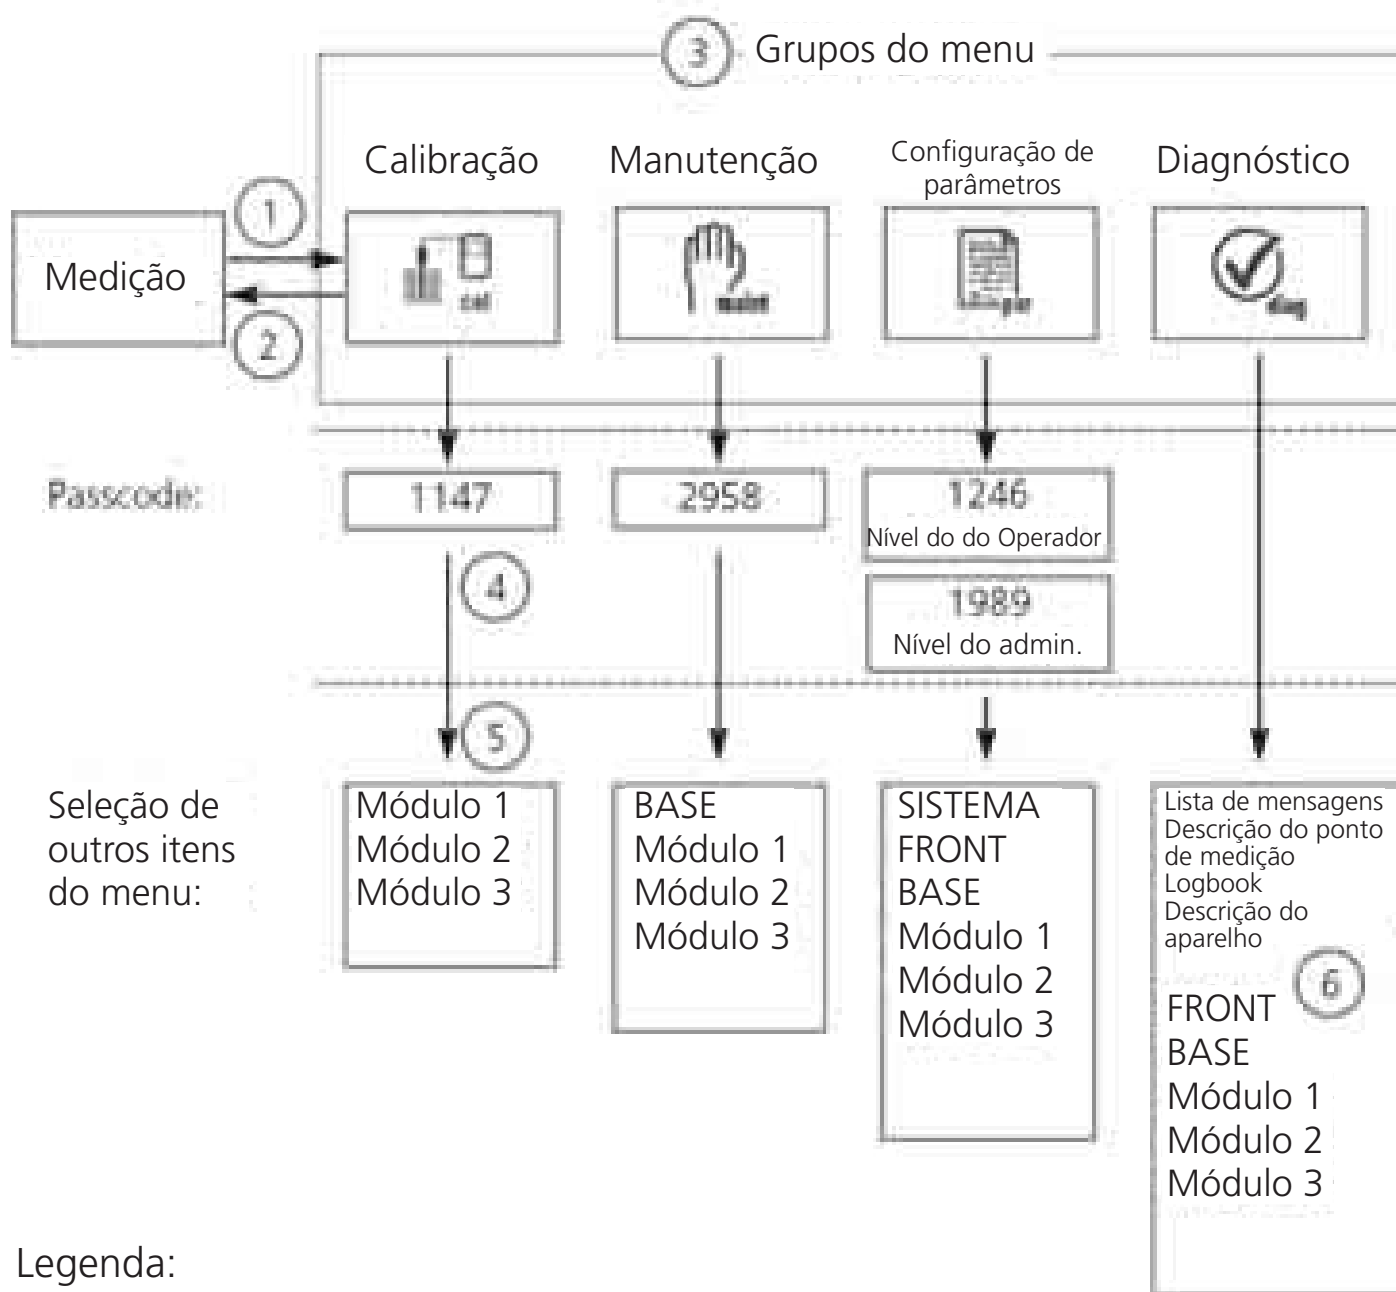 3 Grupos do menu
Calibração Manutenção Configuração de Diagnóstico
parâmetros
1
Medição
cal maint par diag
2
Passcode: 1147 2958 1246
Nível do do Operador
4
1989
Nível do admin.
5
Seleção de
outros itens
do menu:
Módulo 1
Módulo 2
Módulo 3
BASE
Módulo 1
Módulo 2
Módulo 3
SISTEMA
FRONT
BASE
Módulo 1
Módulo 2
Módulo 3
Lista de mensagens
Descrição do ponto
de medição
Logbook
Descrição do
aparelho
6
FRONT
BASE
Módulo 1
Módulo 2
Módulo 3
Legenda: